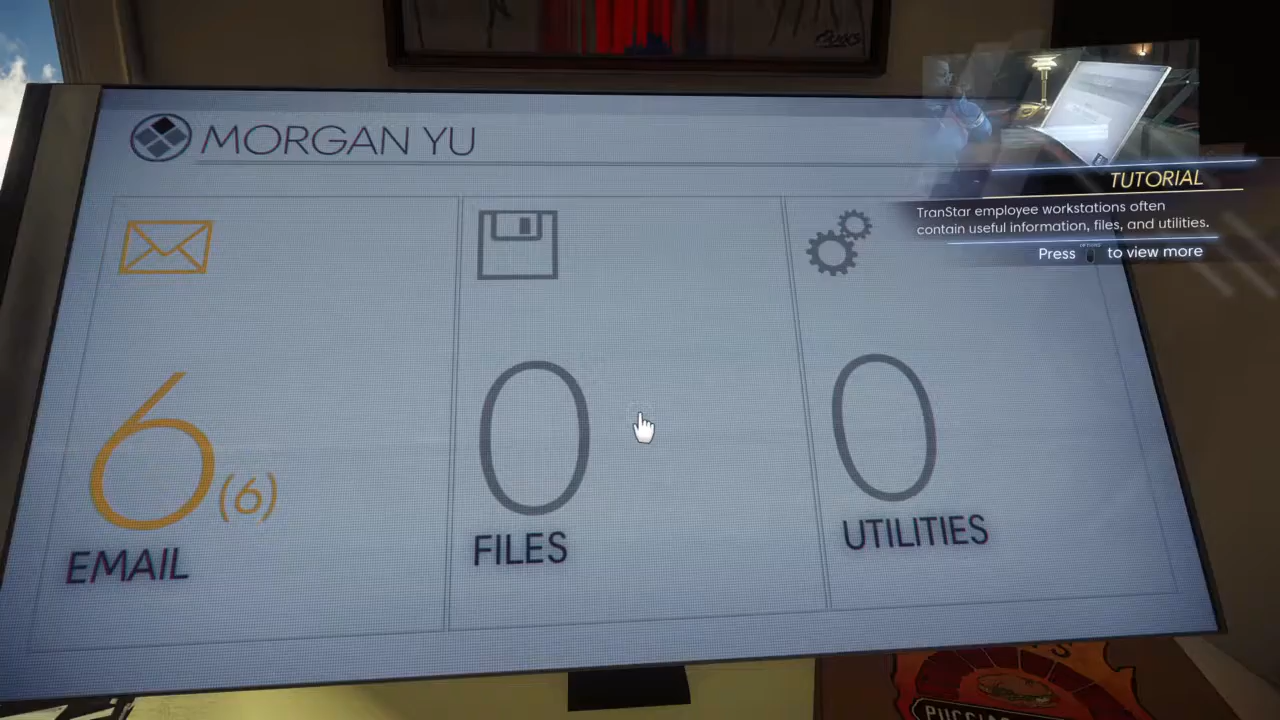 MORGAN YU
TUTORIAL
TranStar employee workstations often
contain useful information, files, and utilities.
OPTIONS
Press to view more
6 (6)
EMAIL
0
FILES
0
UTILITIES